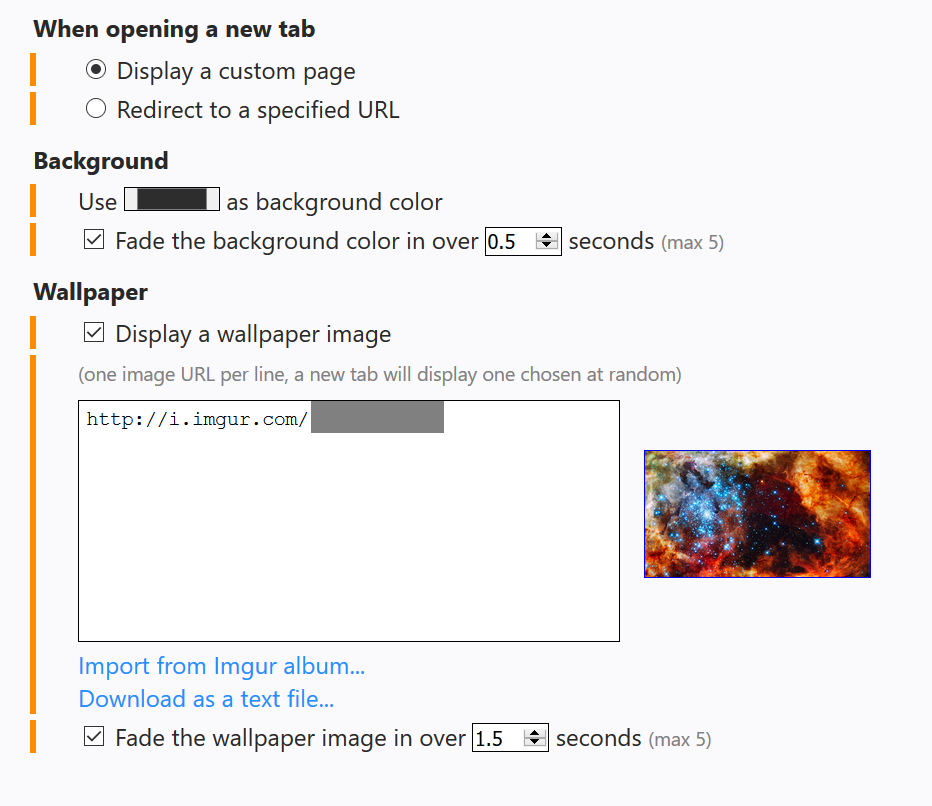 When opening a new tab
Display a custom page
Redirect to a specified URL
Background
Use as background color
Fade the background color in over 0.5 seconds (max 5)
Wallpaper
Display a wallpaper image
(one image URL per line, a new tab will display one chosen at random)
http://i.imgur.com/
Import from Imgur album...
Download as a text file...
Fade the wallpaper image in over 1.5 seconds (max 5)